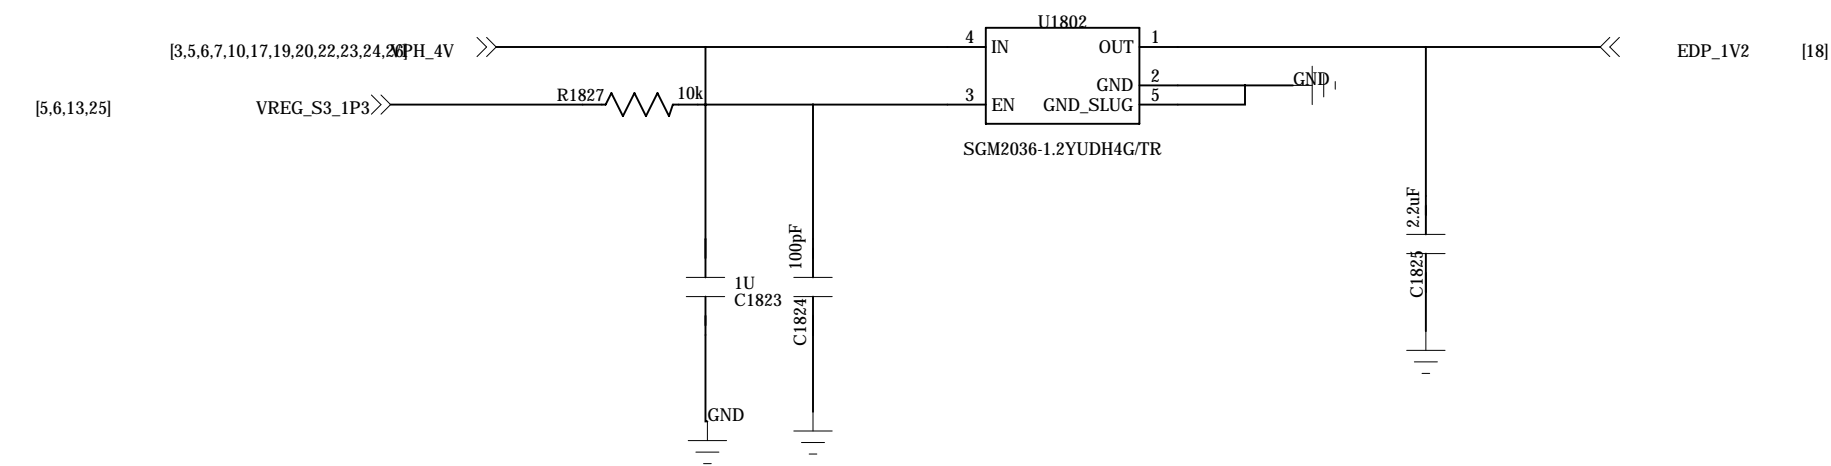 U1802
[3,5,6,7,10,17,19,20,22,23,24,26]
VPH_4V
4
IN
OUT
1
EDP_1V2
[18]
GND
2
GND
[5,6,13,25]
VREG_S3_1P3
R1827
10k
3
EN
GND_SLUG
5
SGM2036-1.2YUDH4G/TR
2.2uF
C1825
100pF
C1824
1U
C1823
GND